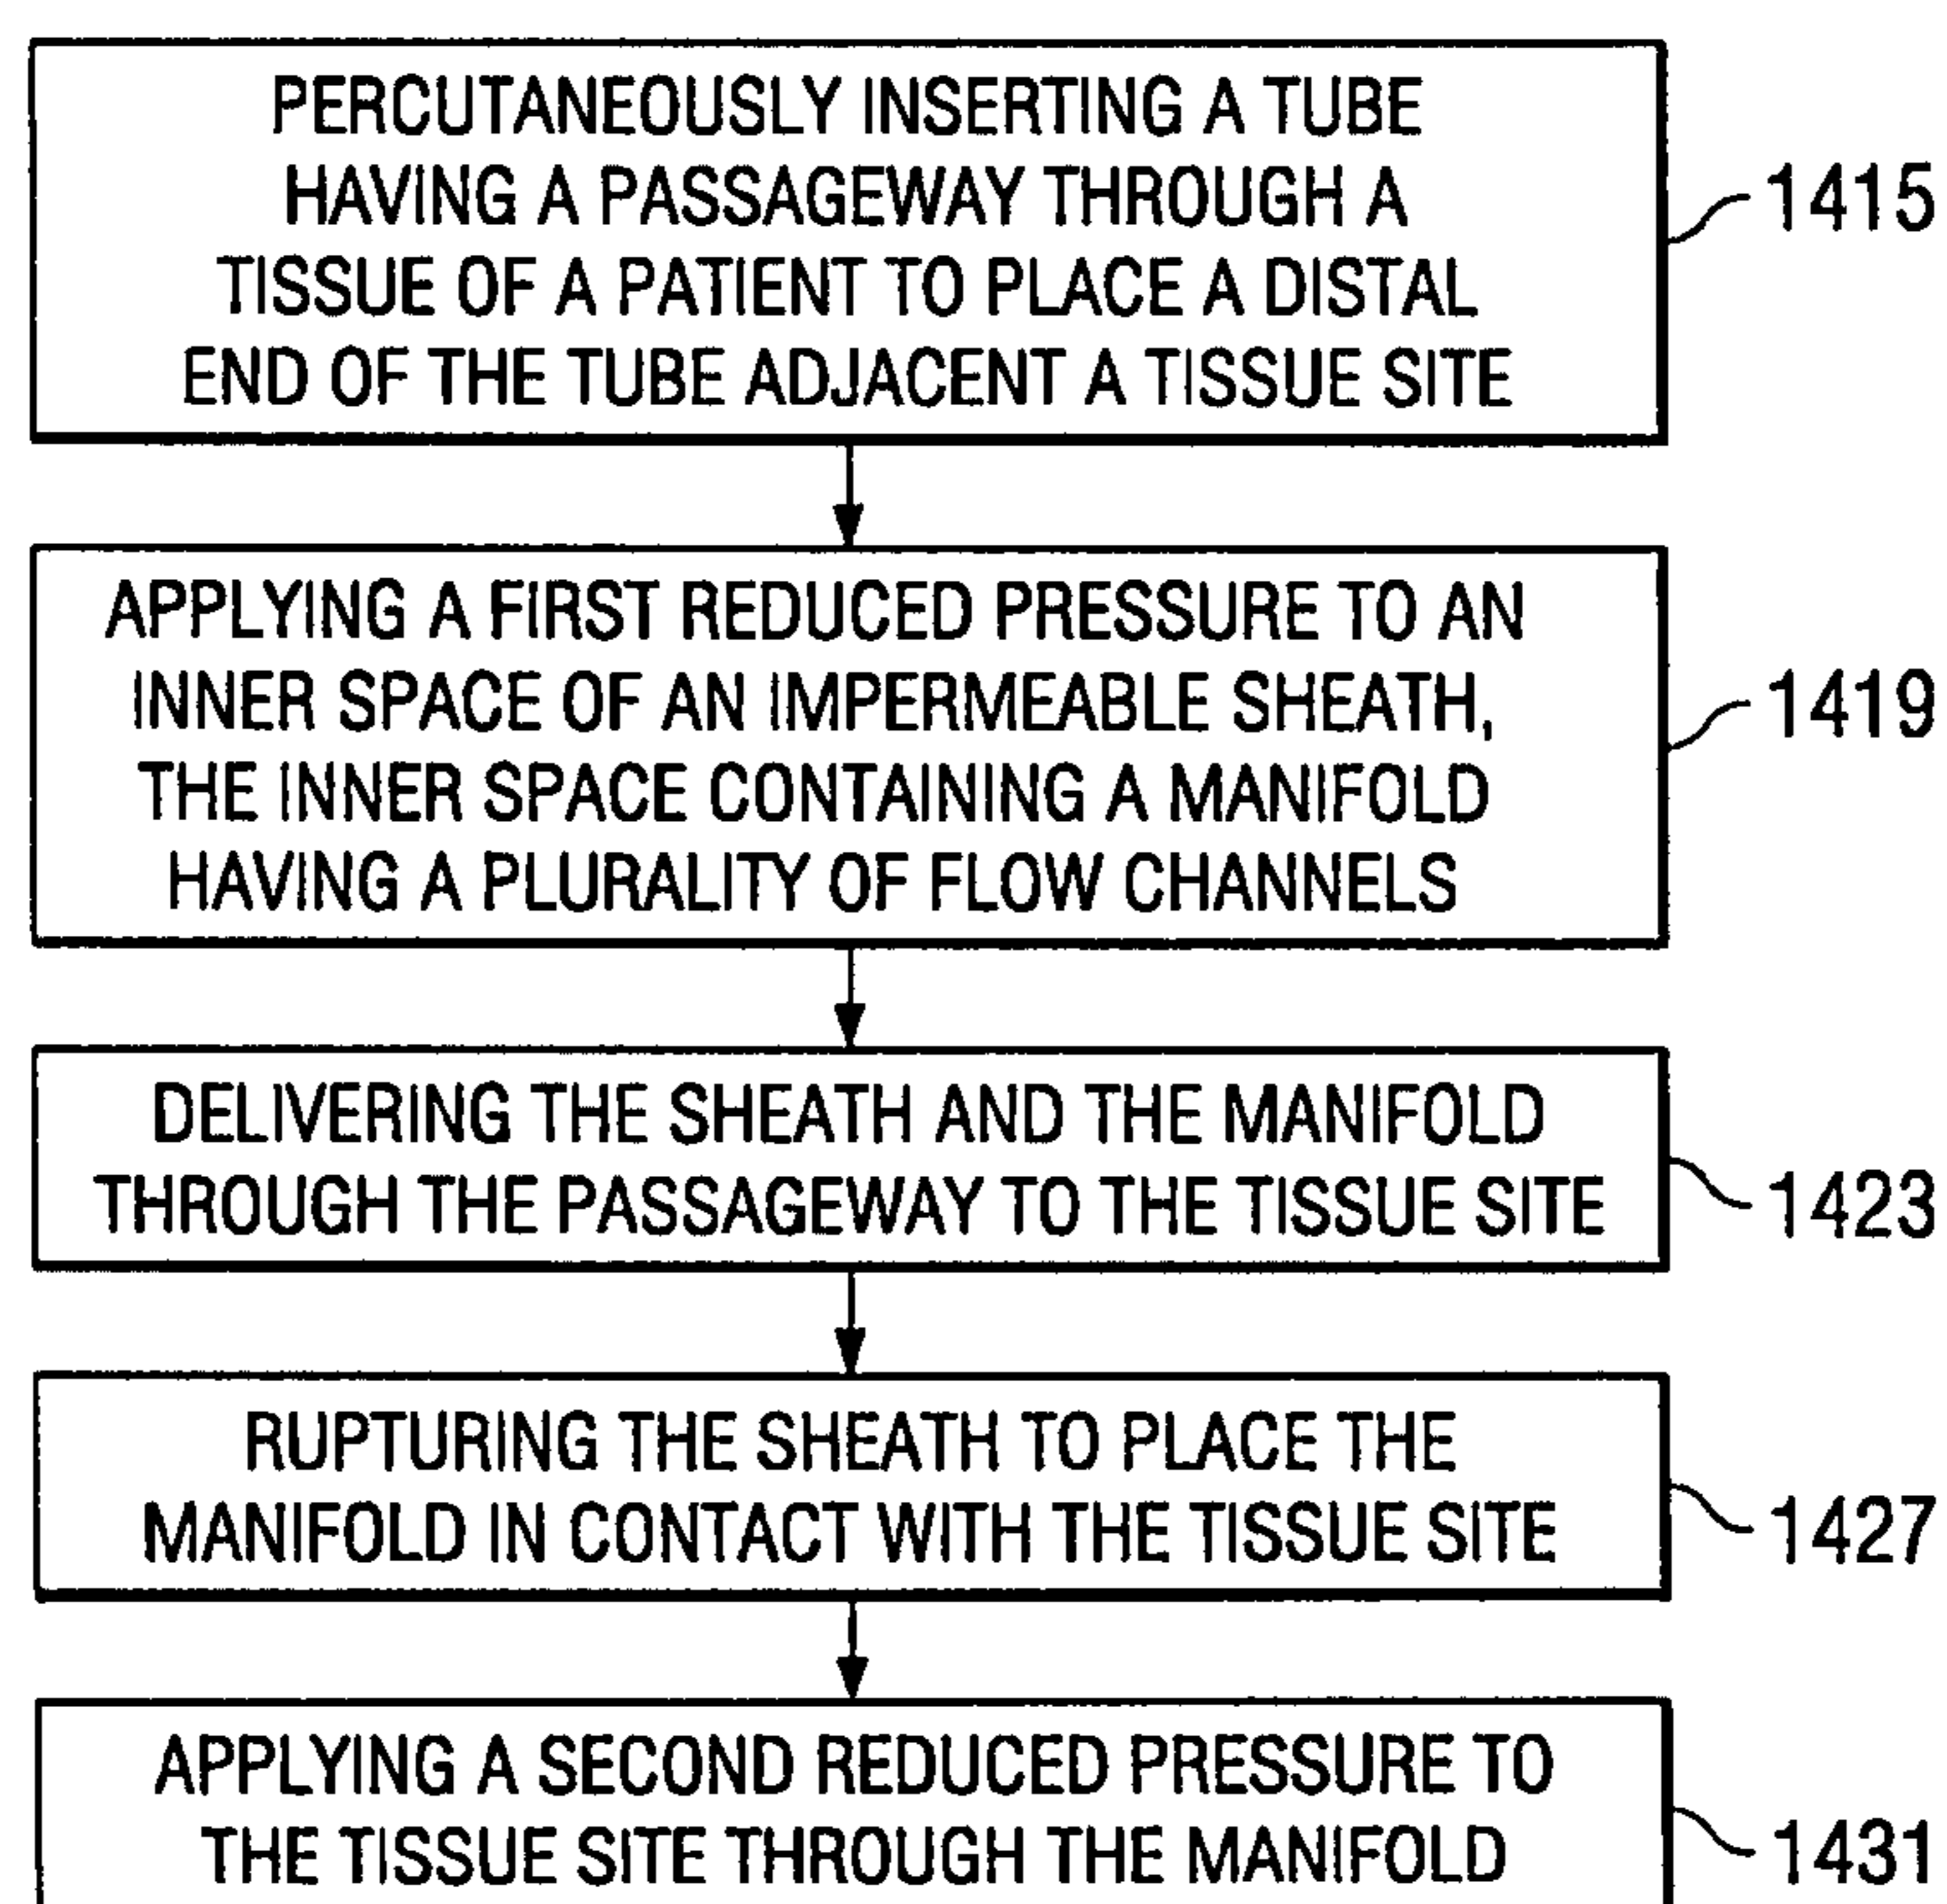 PERCUTANEOUSLY INSERTING A TUBE
HAVING A PASSAGEWAY THROUGH A
TISSUE OF A PATIENT TO PLACE A DISTAL
END OF THE TUBE ADJACENT A TISSUE SITE
1415
APPLYING A FIRST REDUCED PRESSURE TO AN
INNER SPACE OF AN IMPERMEABLE SHEATH,
THE INNER SPACE CONTAINING A MANIFOLD
HAVING A PLURALITY OF FLOW CHANNELS
1419
DELIVERING THE SHEATH AND THE MANIFOLD
THROUGH THE PASSAGEWAY TO THE TISSUE SITE
1423
RUPTURING THE SHEATH TO PLACE THE
MANIFOLD IN CONTACT WITH THE TISSUE SITE
1427
APPLYING A SECOND REDUCED PRESSURE TO
THE TISSUE SITE THROUGH THE MANIFOLD
1431